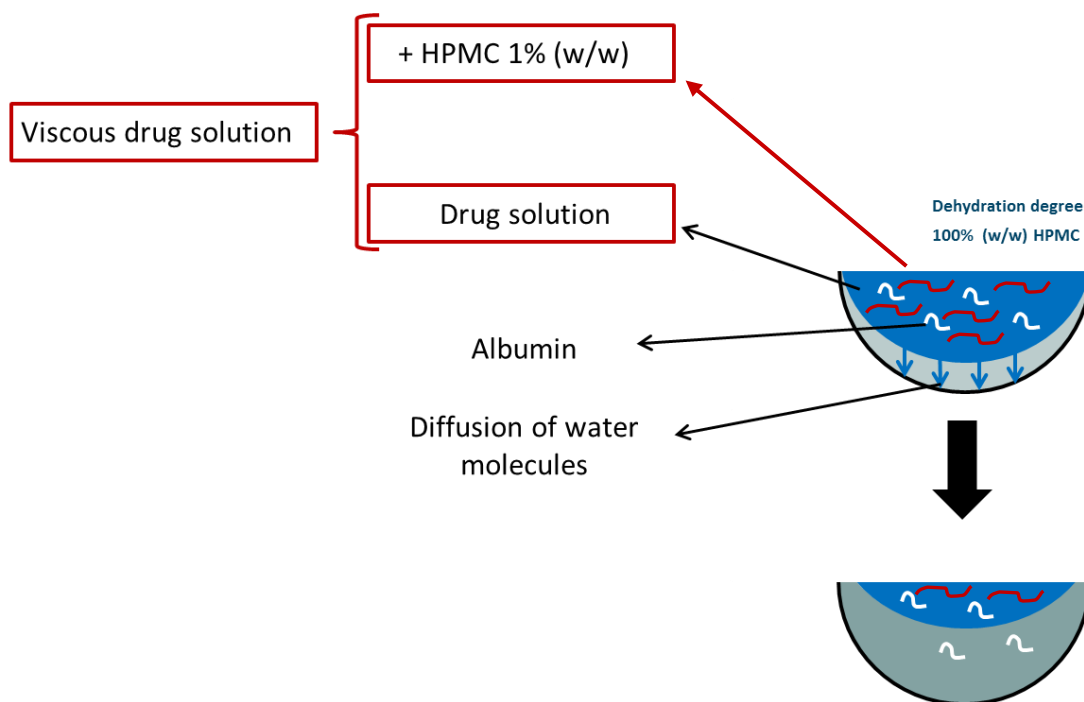 + HPMC 1% (w/w)
Viscous drug solution
Drug solution
Dehydration degree
100% (w/w) HPMC
Albumin
Diffusion of water
molecules